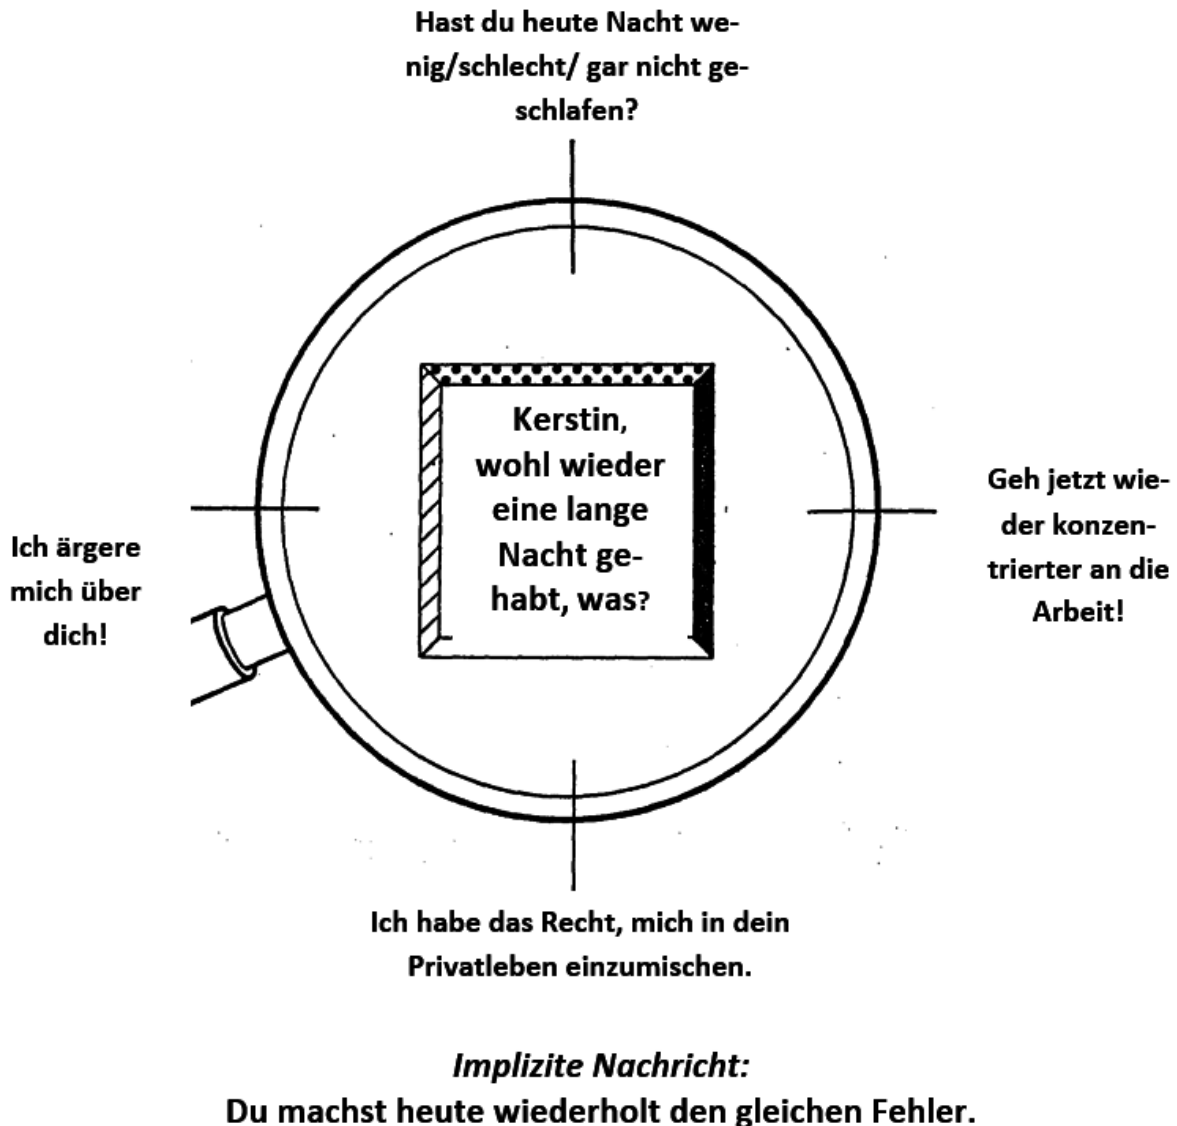 Hast du heute Nacht we-
nig/schlecht/ gar nicht ge-
schlafen?
Kerstin,
wohl wieder
eine lange
Nacht ge-
habt, was?
Ich ärgere
mich über
dich!
Geh jetzt wie-
der konzen-
trierter an die
Arbeit!
Ich habe das Recht, mich in dein
Privatleben einzumischen.
Implizite Nachricht:
Du machst heute wiederholt den gleichen Fehler.